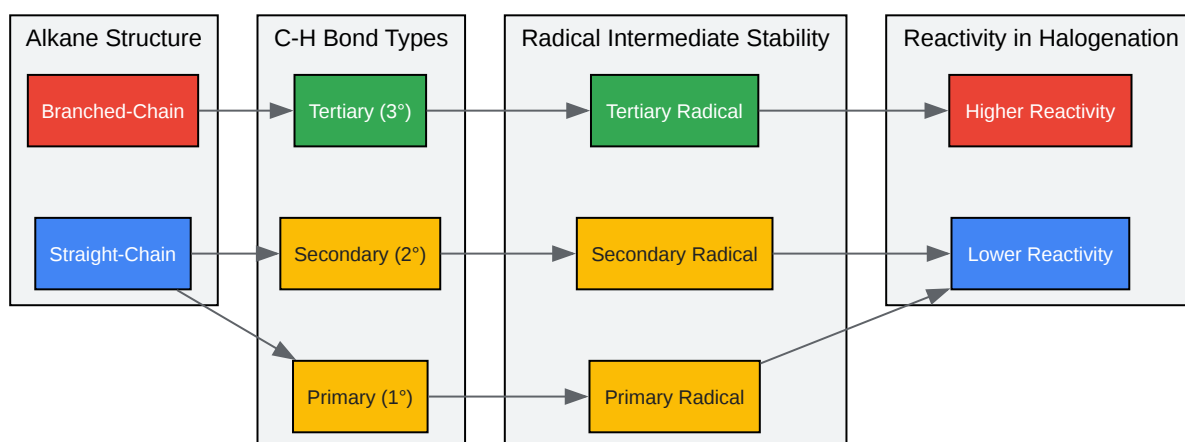 Alkane Structure
C-H Bond Types
Radical Intermediate Stability
Reactivity in Halogenation
Branched-Chain
Tertiary (3°)
Tertiary Radical
Higher Reactivity
Straight-Chain
Secondary (2°)
Secondary Radical
Lower Reactivity
Primary (1°)
Primary Radical